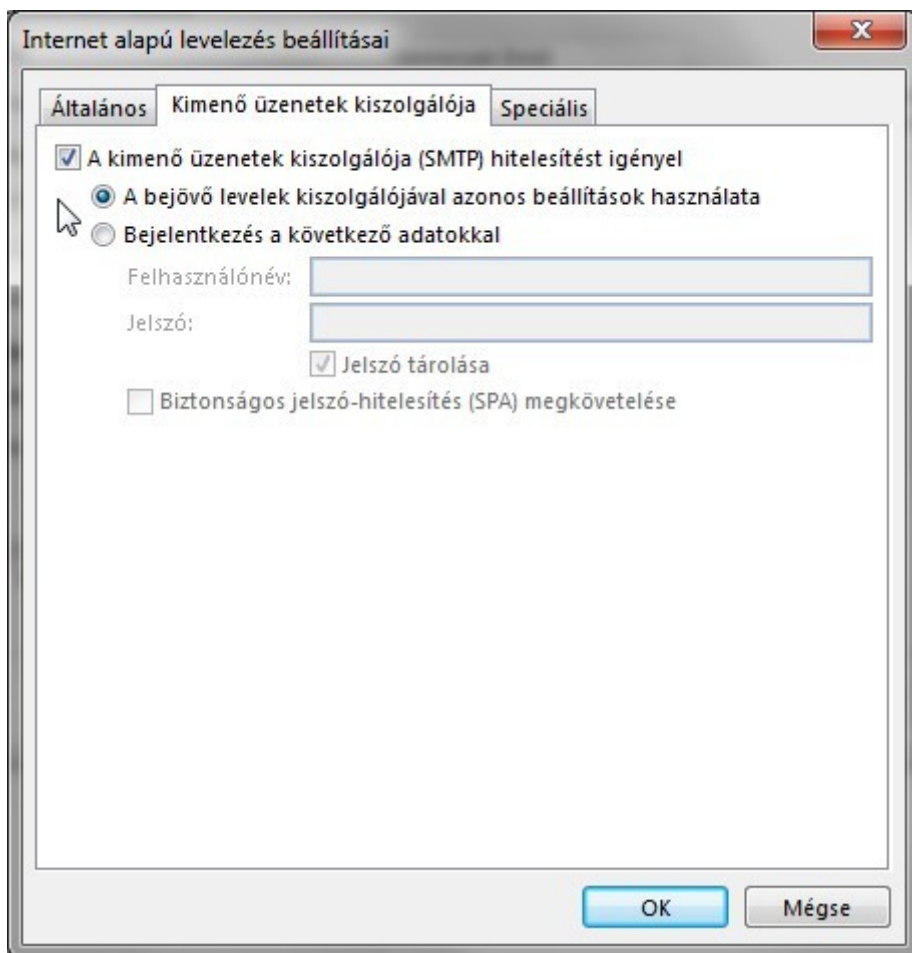 Internet alapú levelezés beállításai
Általános
Kimenő üzenetek kiszolgálója
Speciális
A kimenő üzenetek kiszolgálója (SMTP) hitelesítést igényel
A bejövő levelek kiszolgálójával azonos beállítások használata
Bejelentkezés a következő adatokkal
Felhasználónév:
Jelszó:
Jelszó tárolása
Biztonságos jelszó-hitelesítés (SPA) megkövetelése
OK
Mégse